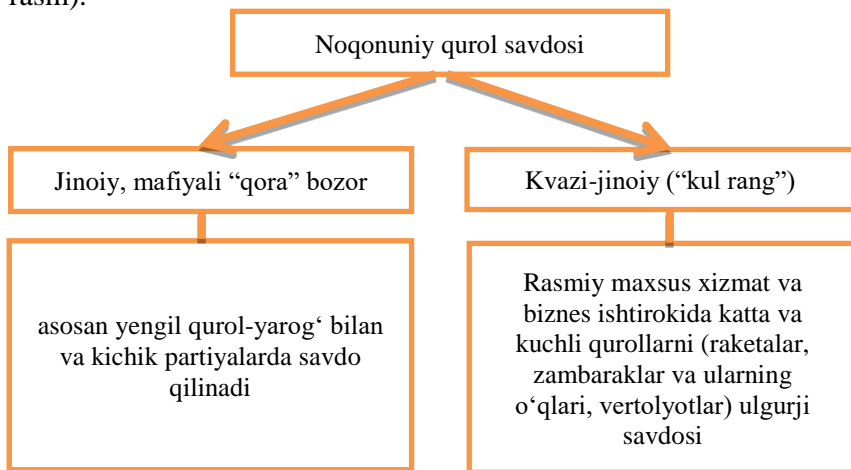 rasm).
Noqonuniy qurol savdosi
Jinoiy, mafiyali “qora” bozor
Kvazi-jinoiy (“kul rang”)
asosan yengil qurol-yarog‘ bilan
va kichik partiyalarda savdo
qilinadi
Rasmiy maxsus xizmat va
biznes ishtirokida katta va
kuchli qurollarni (raketalar,
zambaraklar va ularning
o‘qlari, vertolyotlar) ulgurji
savdosi